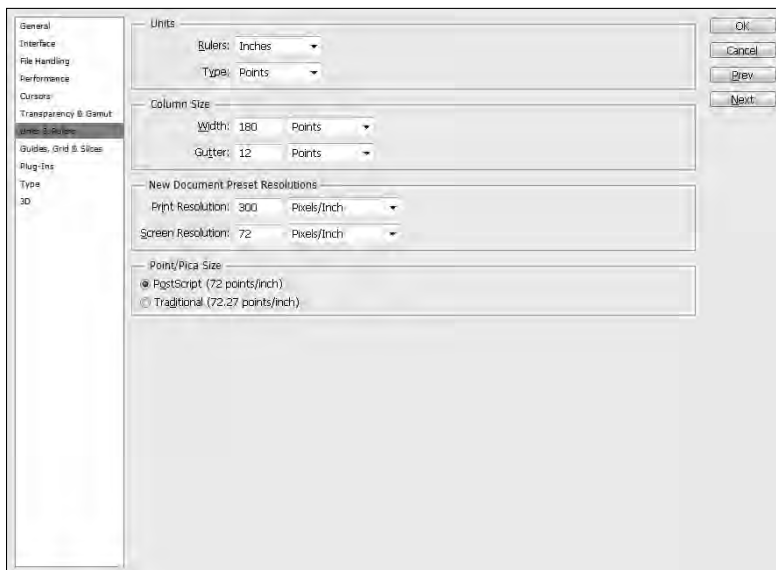 General
Interface
File Handling
Performance
Cursors
Transparency & Gamut
Units & Rulers
Guides, Grid & Slices
Plug-Ins
Type
3D
Units
Rulers: Inches
Type: Points
Column Size
Width: 180 Points
Gutter: 12 Points
New Document Preset Resolutions
Print Resolution: 300 Pixels/Inch
Screen Resolution: 72 Pixels/Inch
Point/Pica Size
PostScript (72 points/inch)
Traditional (72.27 points/inch)
OK
Cancel
Prev
Next